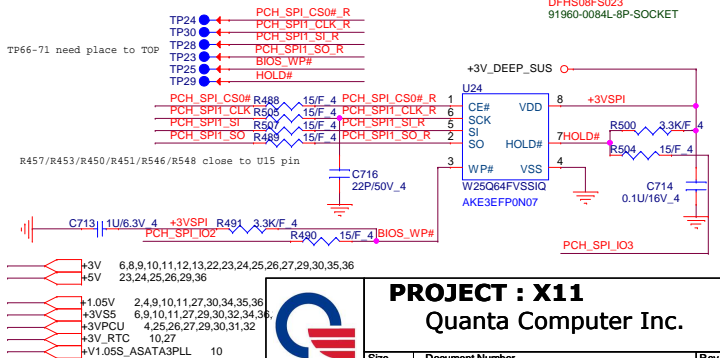 DFHS08FS023
91960-0084L-8P-SOCKET
TP24 PCH_SPI_CS0#_R
TP30 PCH_SPI1_CLK_R
TP28 PCH_SPI1_SI_R
TP23 PCH_SPI1_SO_R
TP25 BIOS_WP#
TP29 HOLD#
TP66-71 need place to TOP
+3V_DEEP_SUS
U24
PCH_SPI_CS0# R488 15/F_4 PCH_SPI_CS0#_R 1 CE# VDD 8 +3VSPI
PCH_SPI1_CLK R505 15/F_4 PCH_SPI1_CLK_R 6 SCK
PCH_SPI1_SI R507 15/F_4 PCH_SPI1_SI_R 5 SI
PCH_SPI1_SO 15/F_4 PCH_SPI1_SO_R 2 SO HOLD# 7 HOLD#
R500 3.3K/F_4
R504 15/F_4
R457/R453/R450/R451/R546/R548 close to U15 pin
3 WP# VSS 4
C716
22P/50V_4
W25Q64FVSSIQ
AKE3EFP0N07
C714
0.1U/16V_4
C713 1U/6.3V_4 +3VSPI R491 3.3K/F_4
PCH_SPI_IO2 R490 15/F_4 BIOS_WP#
PCH_SPI_IO3
+3V 6,8,9,10,11,12,13,22,23,24,25,26,27,29,30,35,36
+5V 23,24,25,26,29,36
+1.05V 2,4,9,10,11,27,30,34,35,36
+3VS5 6,9,10,11,27,29,30,32,34,36,
+3VPCU 4,25,26,27,29,30,31,32
+3V_RTC 10,27
+V1.05S_ASATA3PLL 10
PROJECT : X11
Quanta Computer Inc.
Size Document Number Rev